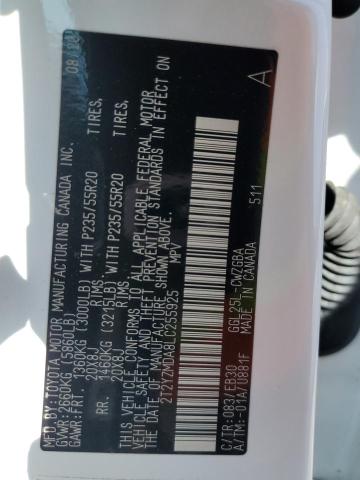 MFD. BY: TOYOTA MOTOR MANUFACTURING CANADA INC. 08/20
GVWR: 2660KG (5860LB)
GAWR: FRT. 1360KG (3000LB) WITH P235/55R20 TIRES,
20X8J RIMS
RR. 1460KG (3215LB) WITH P235/55R20 TIRES,
20X8J RIMS
THIS VEHICLE CONFORMS TO ALL APPLICABLE FEDERAL MOTOR
VEHICLE SAFETY AND THEFT PREVENTION STANDARDS IN EFFECT ON
THE DATE OF MANUFACTURE SHOWN ABOVE.
2T2YZMDA8LC255925 MPV
C/TR: 083/EB30 GGL25L-CWZGBA
A/TM: -01A/U881F MADE IN CANADA
511
A